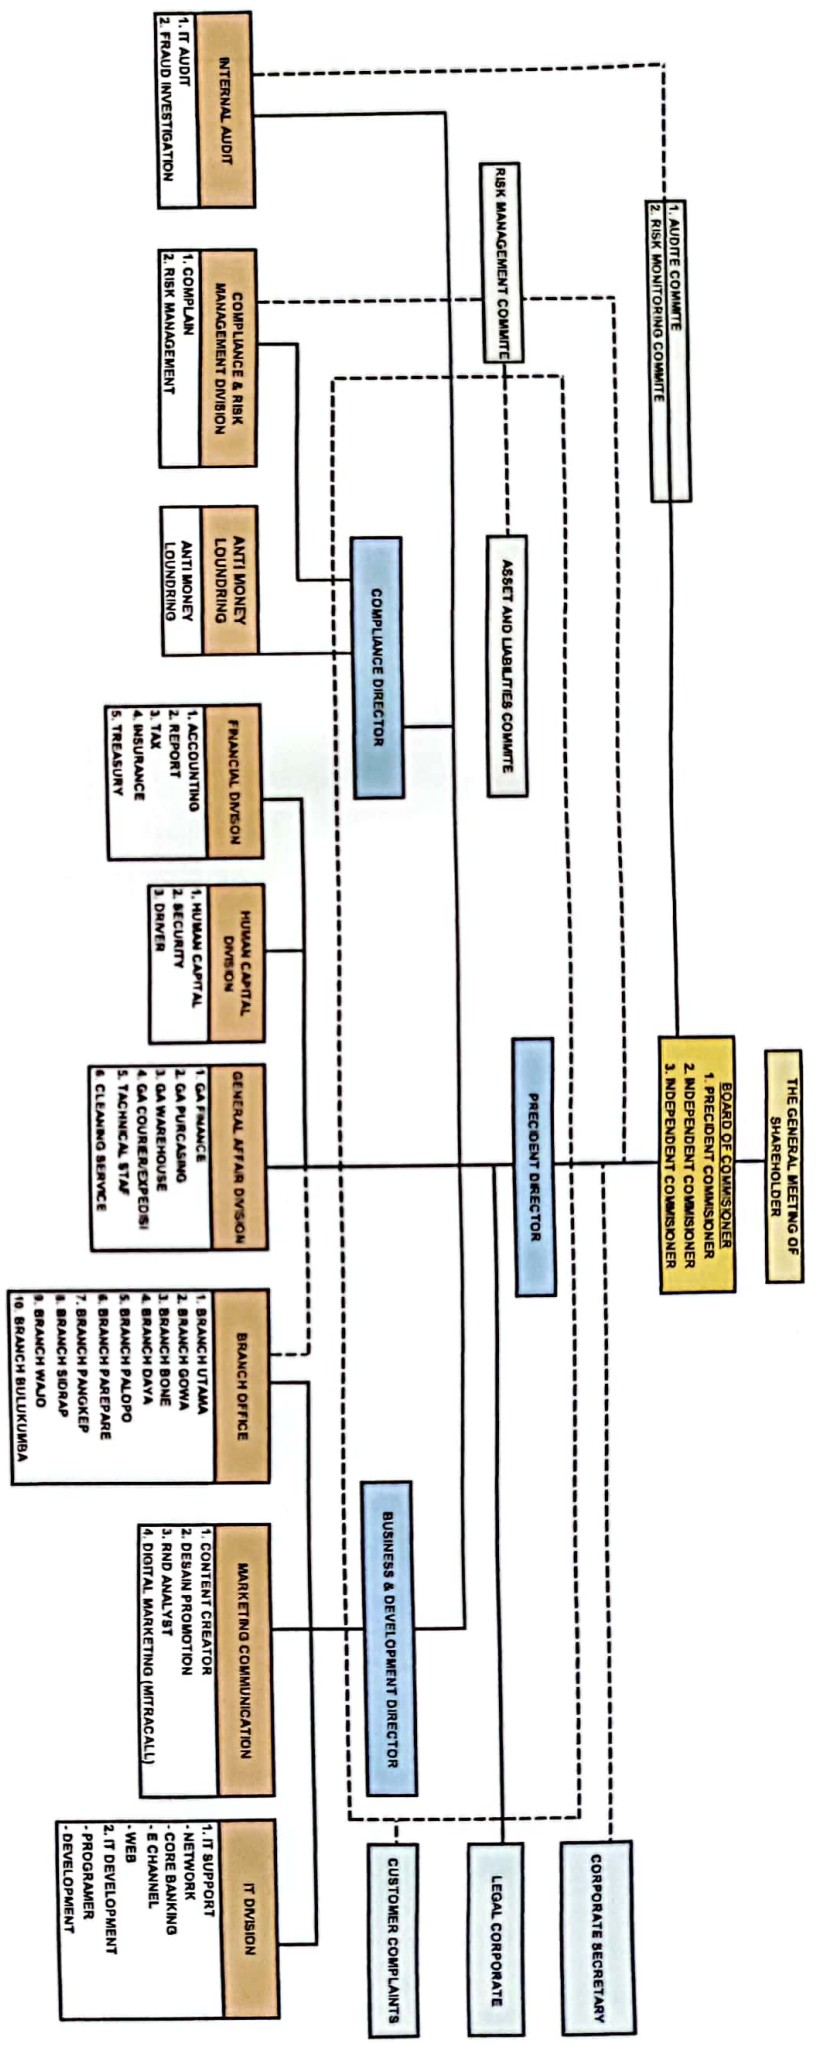 THE GENERAL MEETING OF
SHAREHOLDER
BOARD OF COMMISIONER
1. PRECIDENT COMMISIONER
2. INDEPENDENT COMMISIONER
3. INDEPENDENT COMMISIONER
1. AUDITE COMMITE
2. RISK MONITORING COMMITE
CORPORATE SECRETARY
PRECIDENT DIRECTOR
RISK MANAGEMENT COMMITE
ASSET AND LIABILITIES COMMITE
LEGAL CORPORATE
COMPLIANCE DIRECTOR
BUSINESS & DEVELOPMENT DIRECTOR
CUSTOMER COMPLAINTS
INTERNAL AUDIT
1. IT AUDIT
2. FRAUD INVESTIGATION
COMPLIANCE & RISK
MANAGEMENT DIVISION
1. COMPLAIN
2. RISK MANAGEMENT
ANTI MONEY
LOUNDRING
ANTI MONEY
LOUNDRING
FINANCIAL DIVISON
1. ACCOUNTING
2. REPORT
3. TAX
4. INSURANCE
5. TREASURY
HUMAN CAPITAL
DIVISION
1. HUMAN CAPITAL
2. SECURITY
3. DRIVER
GENERAL AFFAIR DIVISION
1. GA FINANCE
2. GA PURCASING
3. GA WAREHOUSE
4. GA COURIER/EXPEDISI
5. TACHNICAL STAF
6. CLEANING SERVICE
BRANCH OFFICE
1. BRANCH UTAMA
2. BRANCH GOWA
3. BRANCH BONE
4. BRANCH DAYA
5. BRANCH PALOPO
6. BRANCH PAREPARE
7. BRANCH PANGKEP
8. BRANCH SIDRAP
9. BRANCH WAJO
10. BRANCH BULUKUMBA
MARKETING COMMUNICATION
1. CONTENT CREATOR
2. DESAIN PROMOTION
3. RND ANALYST
4. DIGITAL MARKETING (MITRACALL)
IT DIVISION
1. IT SUPPORT
- NETWORK
- CORE BANKING
- E CHANNEL
- WEB
2. IT DEVELOPMENT
- PROGRAMER
- DEVELOPMENT